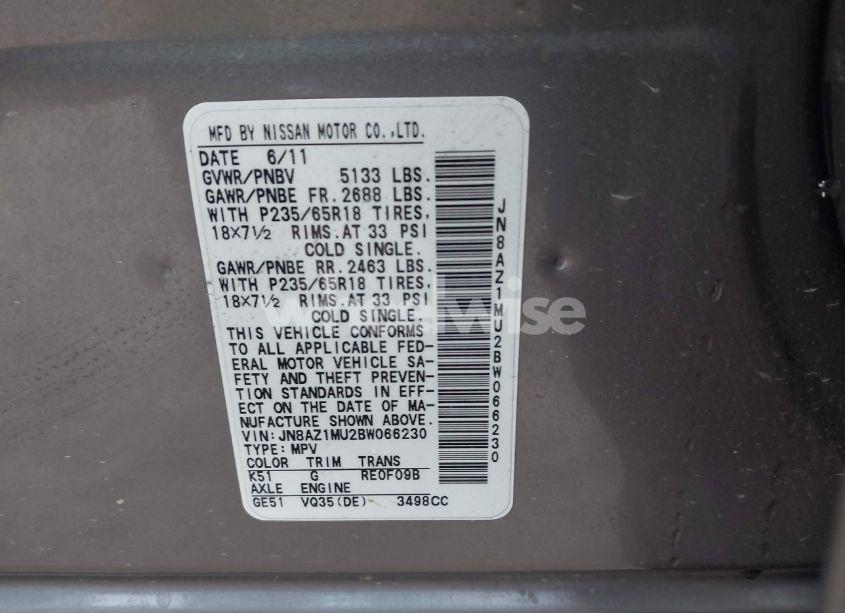 MFD BY NISSAN MOTOR CO.,LTD.
DATE 6/11
GVWR/PNBV 5133 LBS.
GAWR/PNBE FR. 2688 LBS.
WITH P235/65R18 TIRES,
18×7½ RIMS.AT 33 PSI
COLD SINGLE.
GAWR/PNBE RR. 2463 LBS.
WITH P235/65R18 TIRES,
18×7½ RIMS.AT 33 PSI
COLD SINGLE.
THIS VEHICLE CONFORMS
TO ALL APPLICABLE FED-
ERAL MOTOR VEHICLE SA-
FETY AND THEFT PREVEN-
TION STANDARDS IN EFF-
ECT ON THE DATE OF MA-
NUFACTURE SHOWN ABOVE.
VIN: JN8AZ1MU2BW066230
TYPE: MPV
COLOR TRIM TRANS
K51 G RE0F09B
AXLE ENGINE
GE51 VQ35(DE) 3498CC
JN8AZ1MU2BW066230